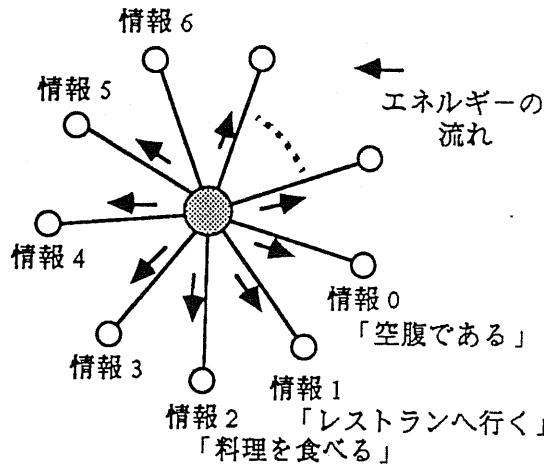 情報6
情報5
エネルギーの
流れ
情報4
情報0
「空腹である」
情報3
情報1
「レストランへ行く」
情報2
「料理を食べる」